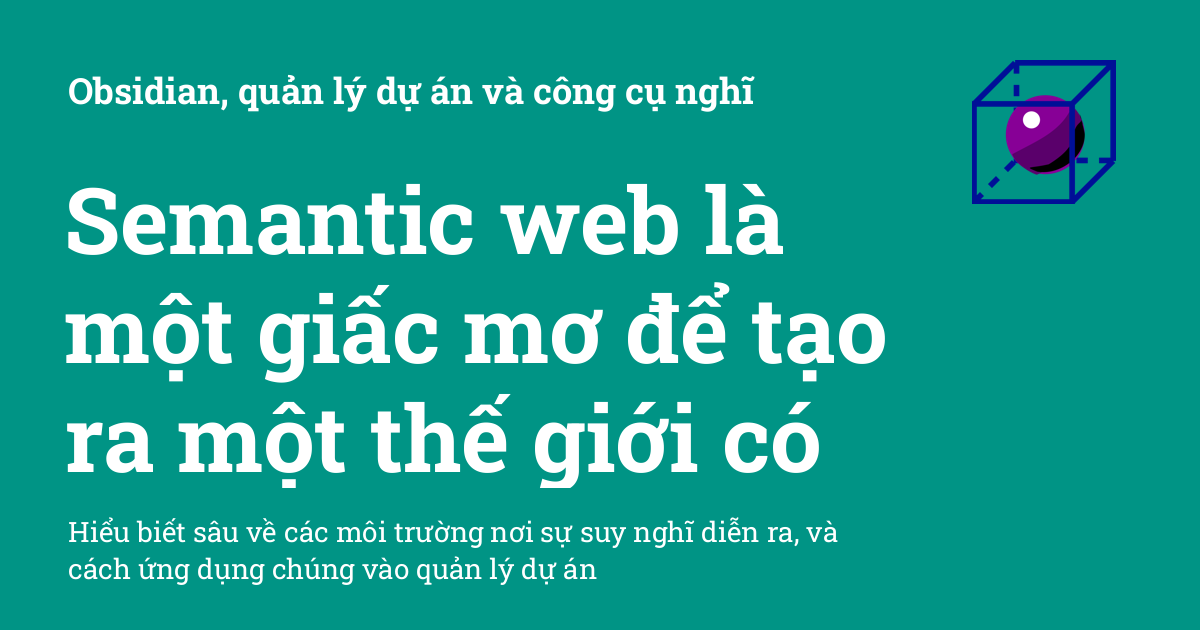 Obsidian, quản lý dự án và công cụ nghĩ
Semantic web là
một giấc mơ để tạo
ra một thế giới có
Hiểu biết sâu về các môi trường nơi sự suy nghĩ diễn ra, và
cách ứng dụng chúng vào quản lý dự án